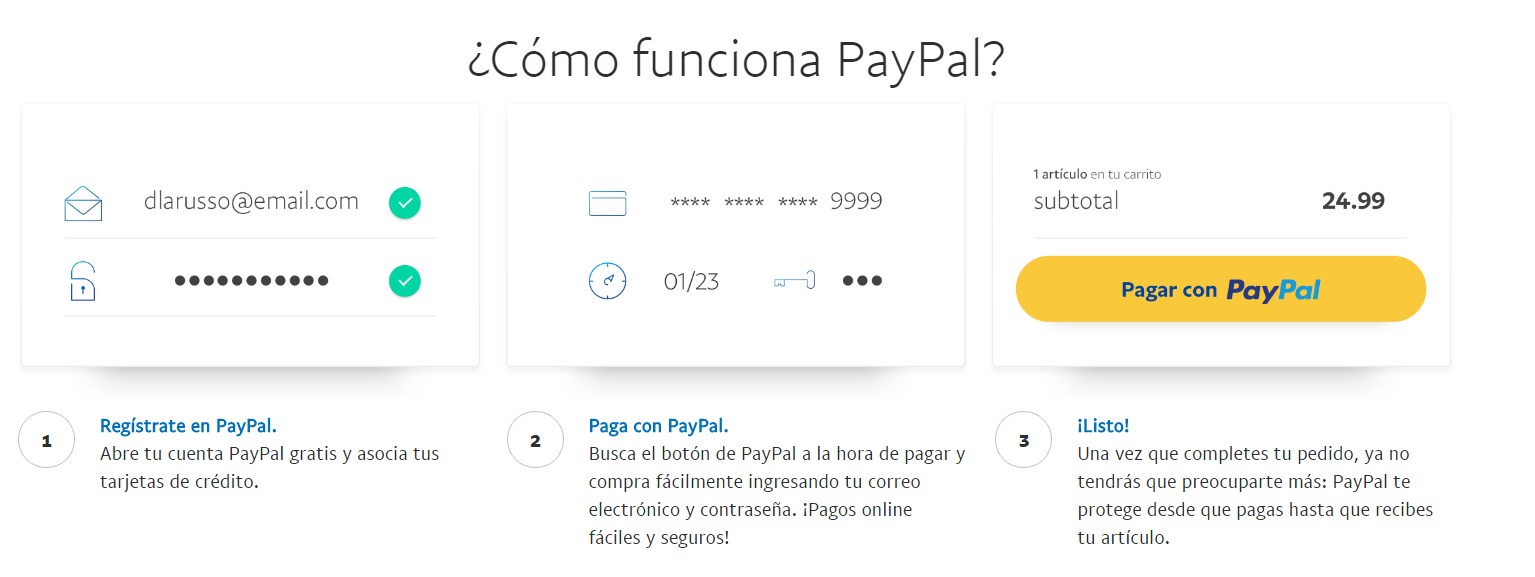 ¿Cómo funciona PayPal?
dlarusso@email.com
•••••••••••
**** **** **** 9999
01/23
•••
1 artículo en tu carrito
subtotal 24.99
Pagar con PayPal
1
Regístrate en PayPal.
Abre tu cuenta PayPal gratis y asocia tus
tarjetas de crédito.
2
Paga con PayPal.
Busca el botón de PayPal a la hora de pagar y
compra fácilmente ingresando tu correo
electrónico y contraseña. ¡Pagos online
fáciles y seguros!
3
¡Listo!
Una vez que completes tu pedido, ya no
tendrás que preocuparte más: PayPal te
protege desde que pagas hasta que recibes
tu artículo.